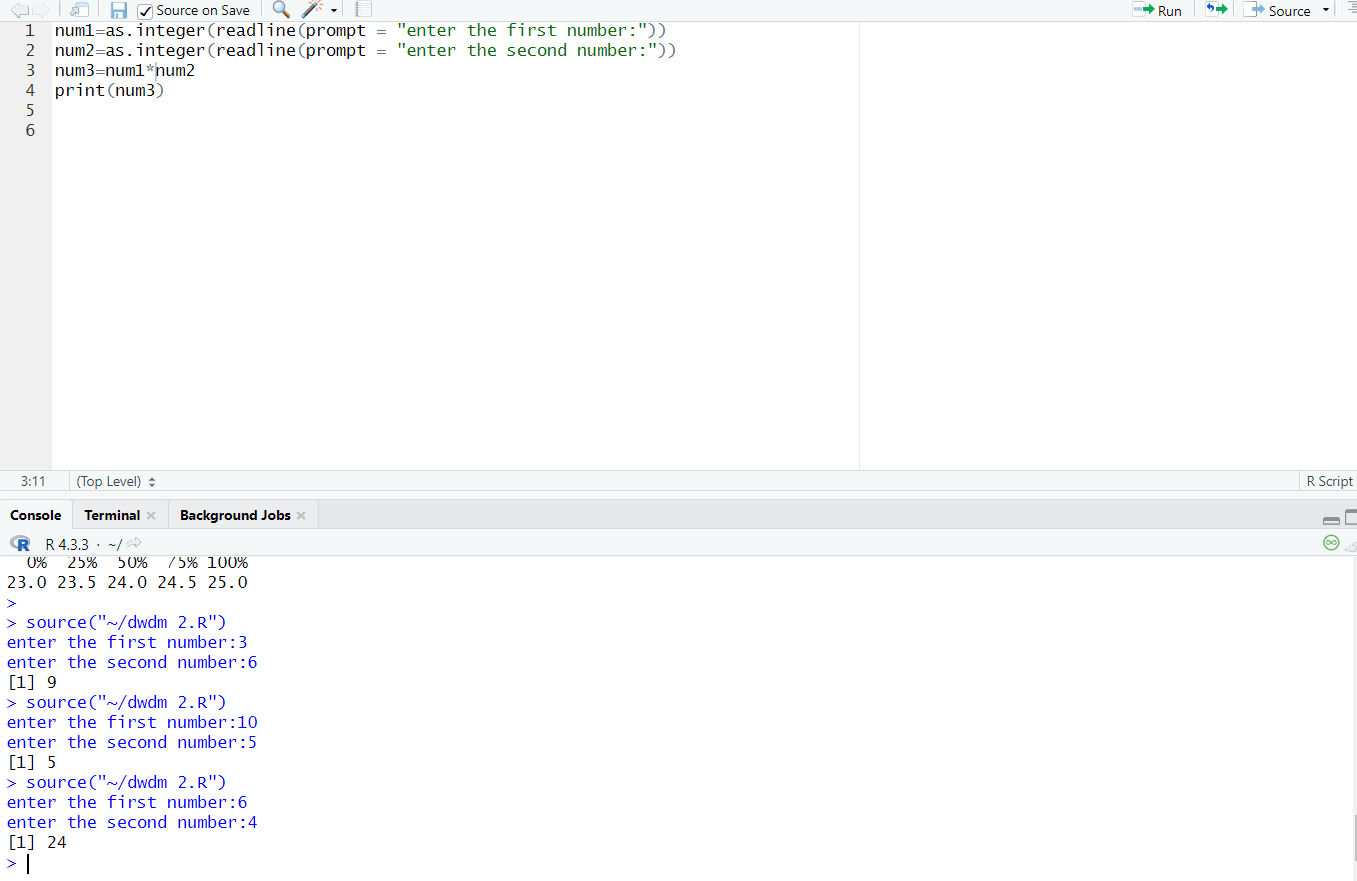 Source on Save Run Source
1 num1=as.integer(readline(prompt = "enter the first number:"))
2 num2=as.integer(readline(prompt = "enter the second number:"))
3 num3=num1*num2
4 print(num3)
5
6
3:11 (Top Level) R Script
Console Terminal Background Jobs
R R 4.3.3 · ~/
0% 25% 50% 75% 100%
23.0 23.5 24.0 24.5 25.0
>
> source("~/dwdm 2.R")
enter the first number:3
enter the second number:6
[1] 9
> source("~/dwdm 2.R")
enter the first number:10
enter the second number:5
[1] 5
> source("~/dwdm 2.R")
enter the first number:6
enter the second number:4
[1] 24
>